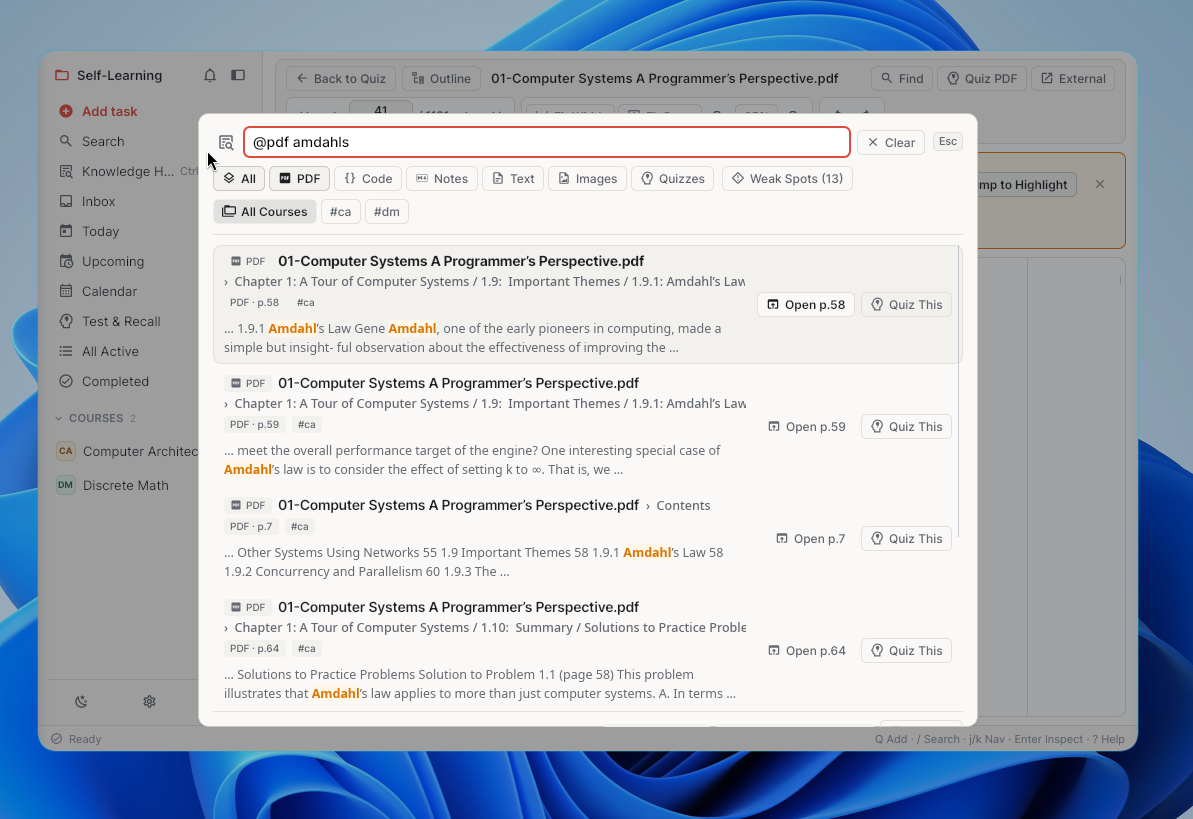 Self-Learning
Back to Quiz
Outline
01-Computer Systems A Programmer’s Perspective.pdf
Find
Quiz PDF
External
41
@pdf amdahls
Clear
Esc
All
PDF
Code
Notes
Text
Images
Quizzes
Weak Spots (13)
All Courses
#ca
#dm
mp to Highlight
Add task
Search
Knowledge H... Ctr
Inbox
Today
Upcoming
Calendar
Test & Recall
All Active
Completed
COURSES 2
CA Computer Architec
DM Discrete Math
PDF 01-Computer Systems A Programmer’s Perspective.pdf
› Chapter 1: A Tour of Computer Systems / 1.9: Important Themes / 1.9.1: Amdahl’s Law
PDF · p.58 #ca
Open p.58
Quiz This
... 1.9.1 Amdahl’s Law Gene Amdahl, one of the early pioneers in computing, made a
simple but insight- ful observation about the effectiveness of improving the ...
PDF 01-Computer Systems A Programmer’s Perspective.pdf
› Chapter 1: A Tour of Computer Systems / 1.9: Important Themes / 1.9.1: Amdahl’s Law
PDF · p.59 #ca
Open p.59
Quiz This
... meet the overall performance target of the engine? One interesting special case of
Amdahl’s law is to consider the effect of setting k to ∞. That is, we ...
PDF 01-Computer Systems A Programmer’s Perspective.pdf › Contents
PDF · p.7 #ca
Open p.7
Quiz This
... Other Systems Using Networks 55 1.9 Important Themes 58 1.9.1 Amdahl’s Law 58
1.9.2 Concurrency and Parallelism 60 1.9.3 The ...
PDF 01-Computer Systems A Programmer’s Perspective.pdf
› Chapter 1: A Tour of Computer Systems / 1.10: Summary / Solutions to Practice Proble
PDF · p.64 #ca
Open p.64
Quiz This
... Solutions to Practice Problems Solution to Problem 1.1 (page 58) This problem
illustrates that Amdahl’s law applies to more than just computer systems. A. In terms ...
Ready
Q Add · / Search · j/k Nav · Enter Inspect · ? Help